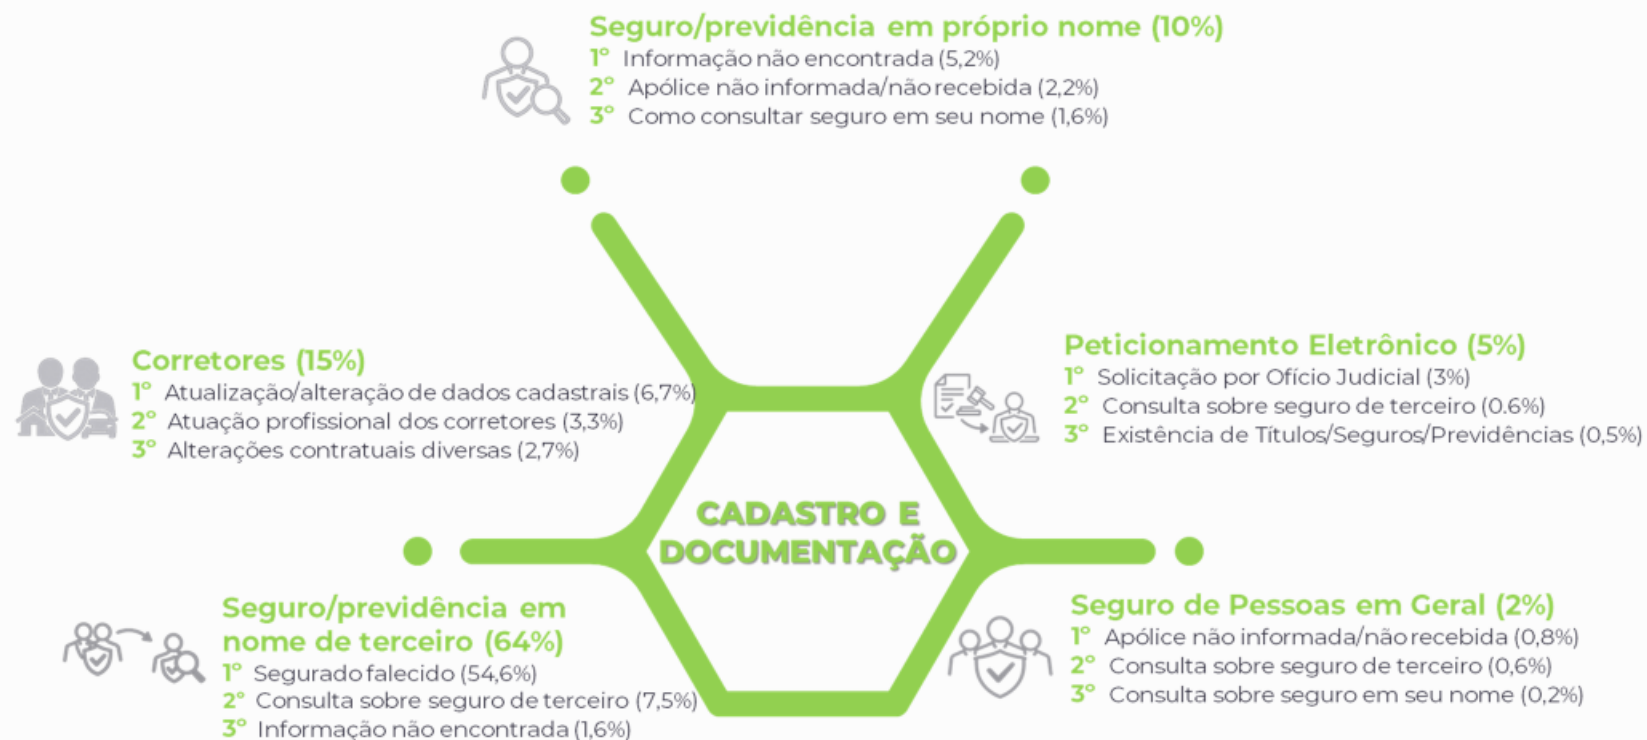 Seguro/previdência em próprio nome (10%)
1º Informação não encontrada (5,2%)
2º Apólice não informada/não recebida (2,2%)
3º Como consultar seguro em seu nome (1,6%)
Corretores (15%)
1º Atualização/alteração de dados cadastrais (6,7%)
2º Atuação profissional dos corretores (3,3%)
3º Alterações contratuais diversas (2,7%)
Peticionamento Eletrônico (5%)
1º Solicitação por Ofício Judicial (3%)
2º Consulta sobre seguro de terceiro (0.6%)
3º Existência de Títulos/Seguros/Previdências (0,5%)
CADASTRO E
DOCUMENTAÇÃO
Seguro/previdência em
nome de terceiro (64%)
1º Segurado falecido (54,6%)
2º Consulta sobre seguro de terceiro (7,5%)
3º Informação não encontrada (1,6%)
Seguro de Pessoas em Geral (2%)
1º Apólice não informada/não recebida (0,8%)
2º Consulta sobre seguro de terceiro (0,6%)
3º Consulta sobre seguro em seu nome (0,2%)